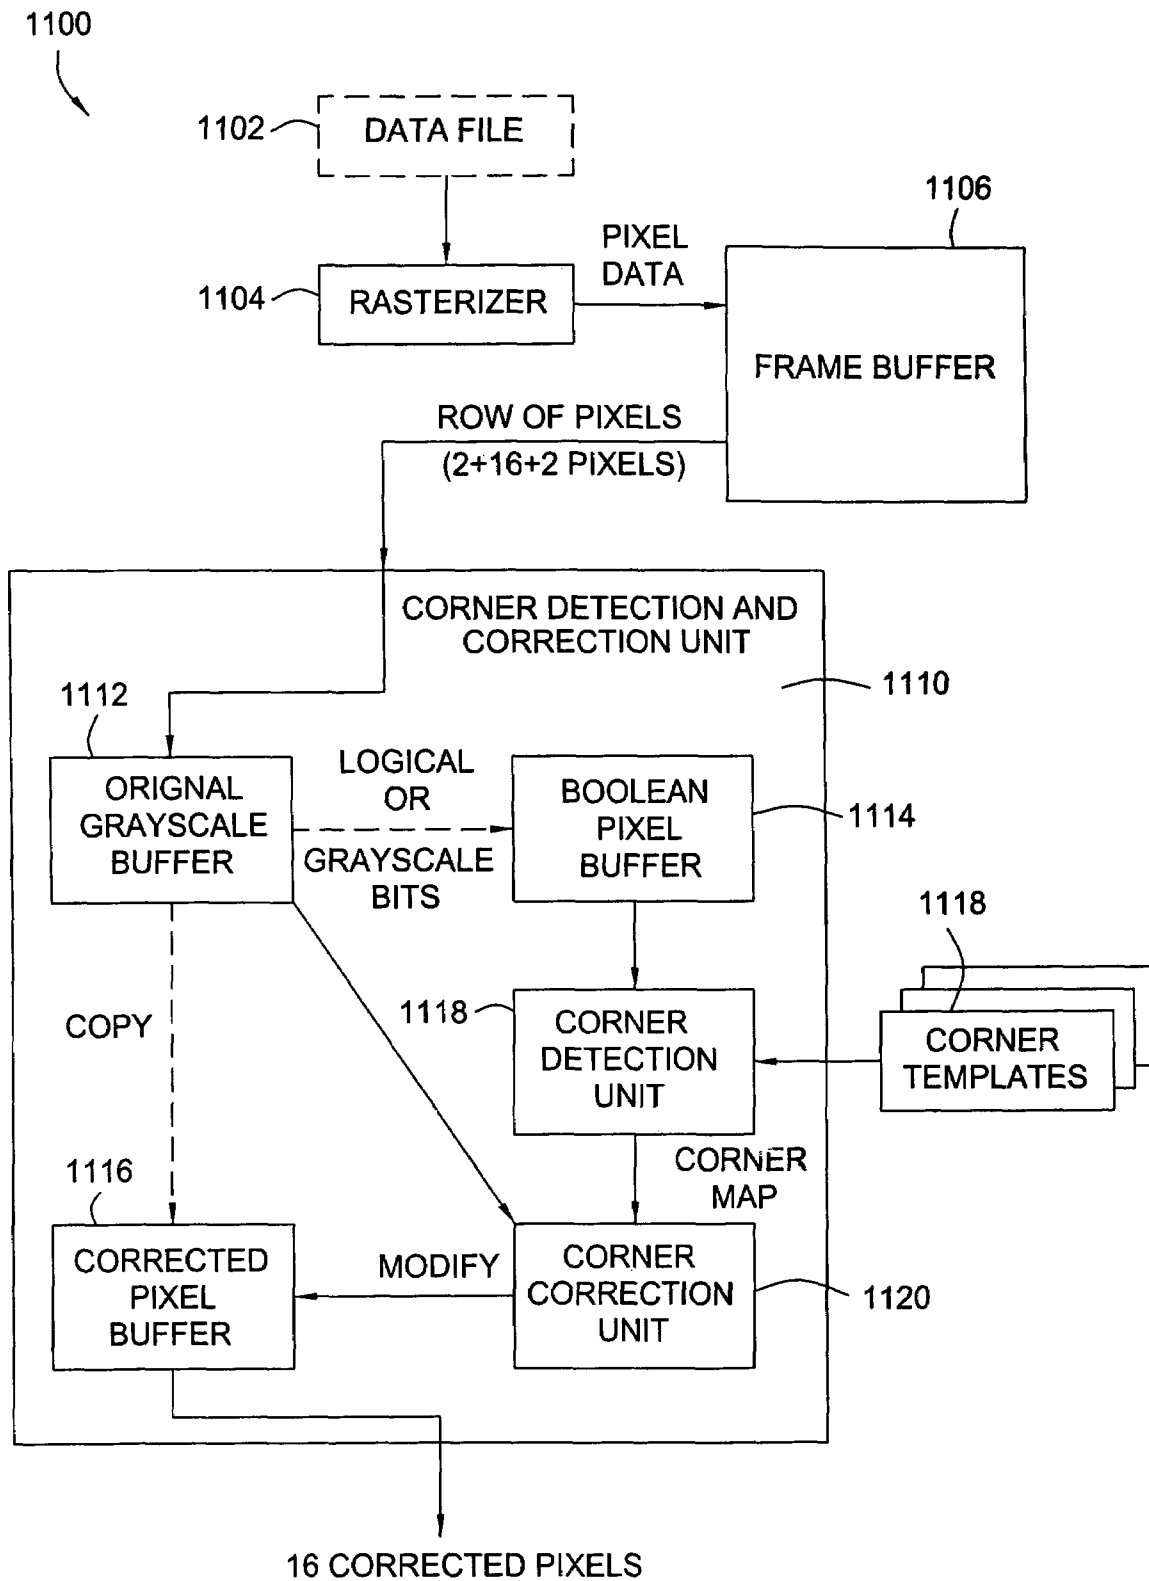 1100
1102
DATA FILE
1106
PIXEL
DATA
1104
RASTERIZER
FRAME BUFFER
ROW OF PIXELS
(2+16+2 PIXELS)
CORNER DETECTION AND
CORRECTION UNIT
1110
1112
ORIGNAL
GRAYSCALE
BUFFER
LOGICAL
OR
GRAYSCALE
BITS
BOOLEAN
PIXEL
BUFFER
1114
1118
CORNER
TEMPLATES
1118
CORNER
DETECTION
UNIT
COPY
CORNER
MAP
1116
CORRECTED
PIXEL
BUFFER
MODIFY
CORNER
CORRECTION
UNIT
1120
16 CORRECTED PIXELS